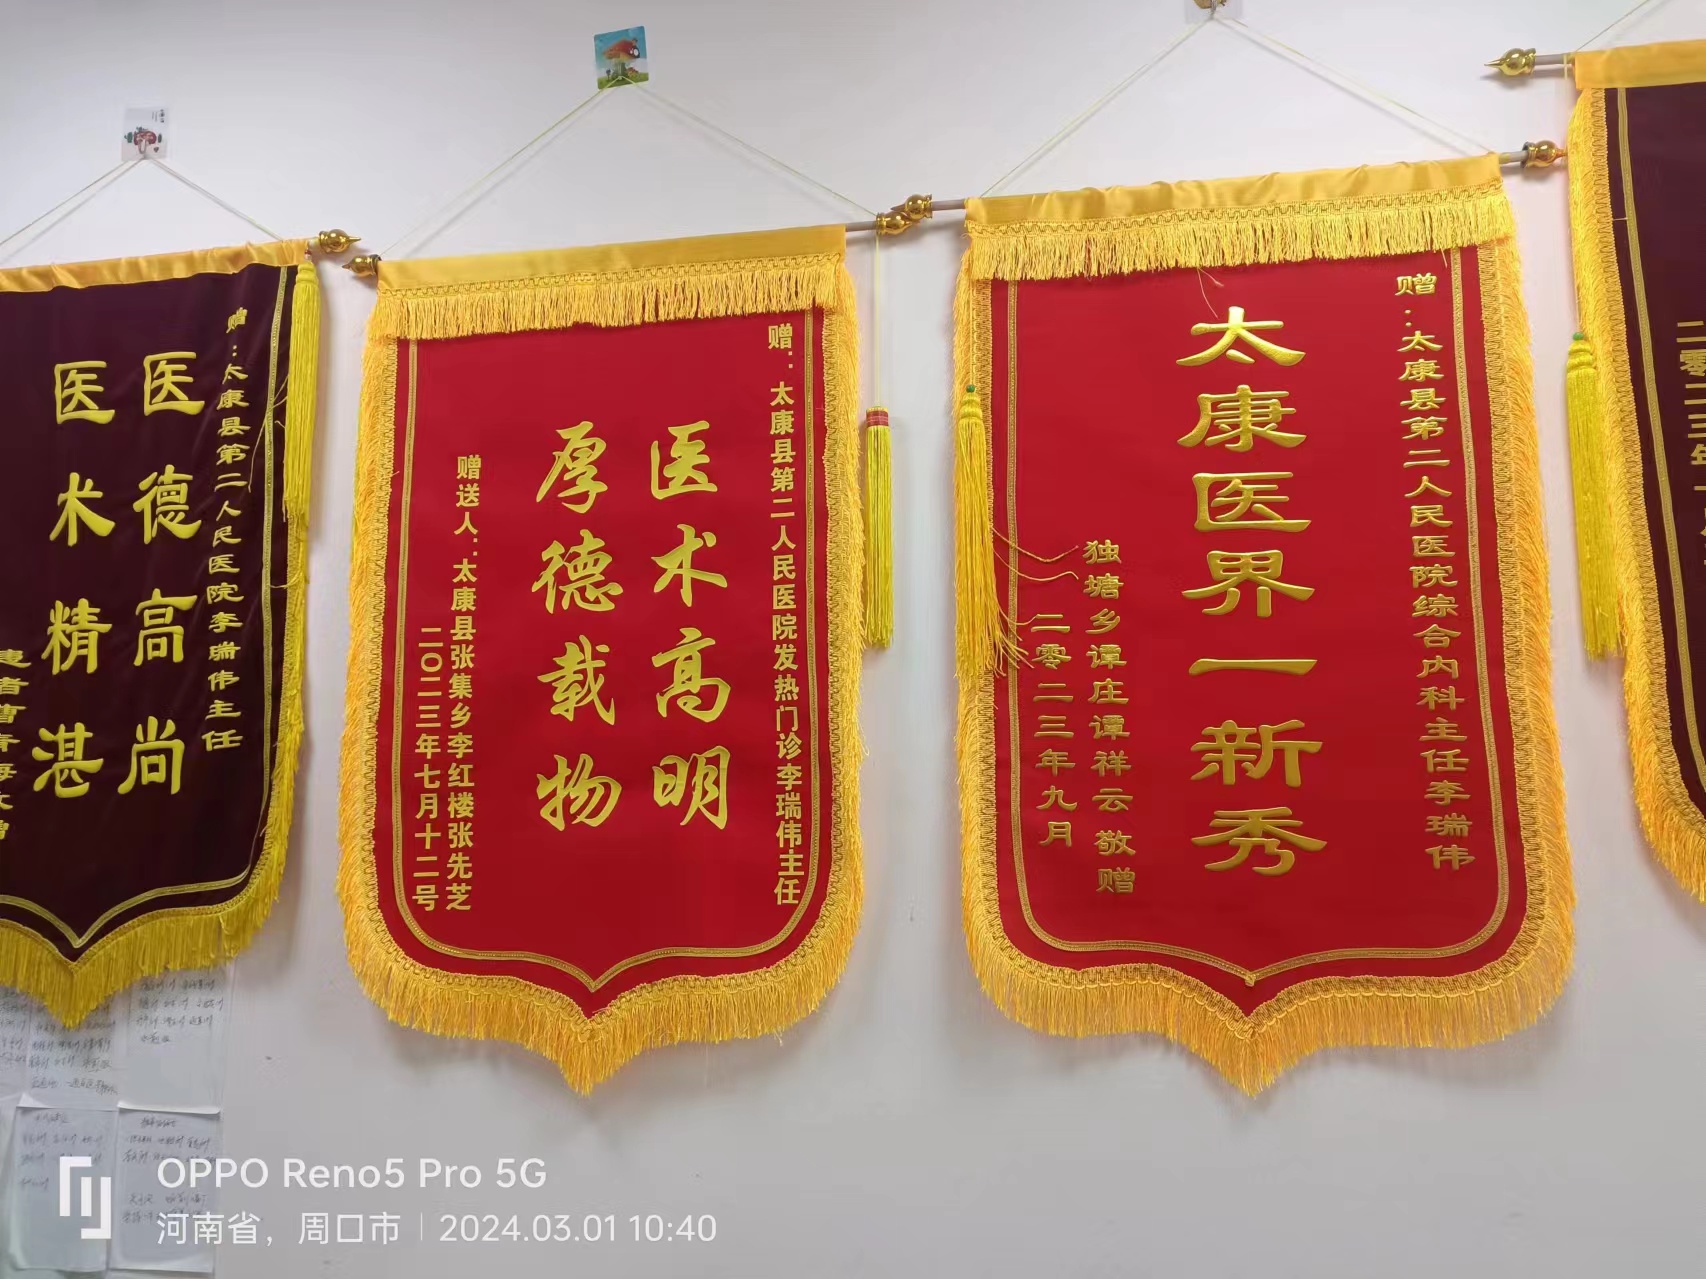 赠：太康县第二人民医院李瑞伟主任
医德高尚
医术精湛
赠：太康县第二人民医院发热门诊李瑞伟主任
医术高明
厚德载物
赠送人：太康县张集乡李红楼张先芝
二〇二三年七月十二号
赠：太康县第二人民医院综合内科主任李瑞伟
太康医界一新秀
独塘乡谭庄谭祥云敬赠
二零二三年九月
二零二三年
OPPO Reno5 Pro 5G
河南省，周口市 | 2024.03.01 10:40